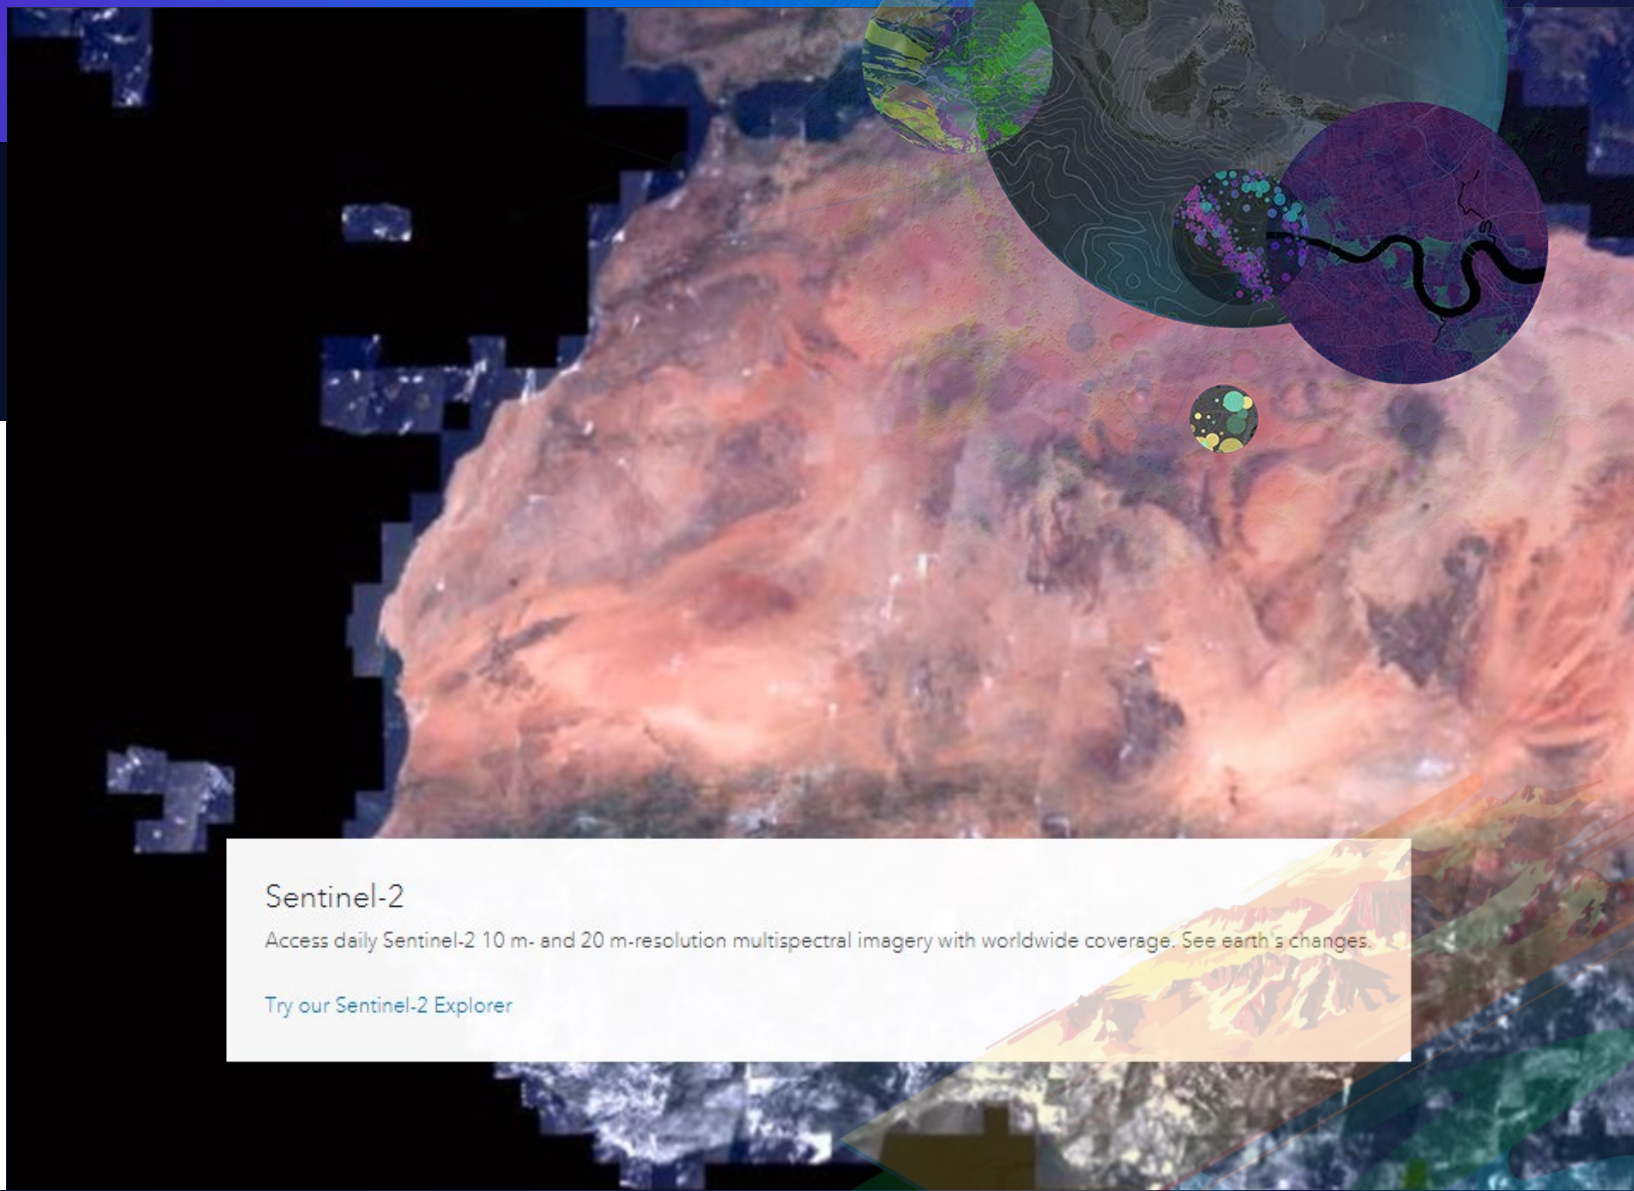 Sentinel-2
Access daily Sentinel-2 10 m- and 20 m-resolution multispectral imagery with worldwide coverage. See earth's changes.
Try our Sentinel-2 Explorer